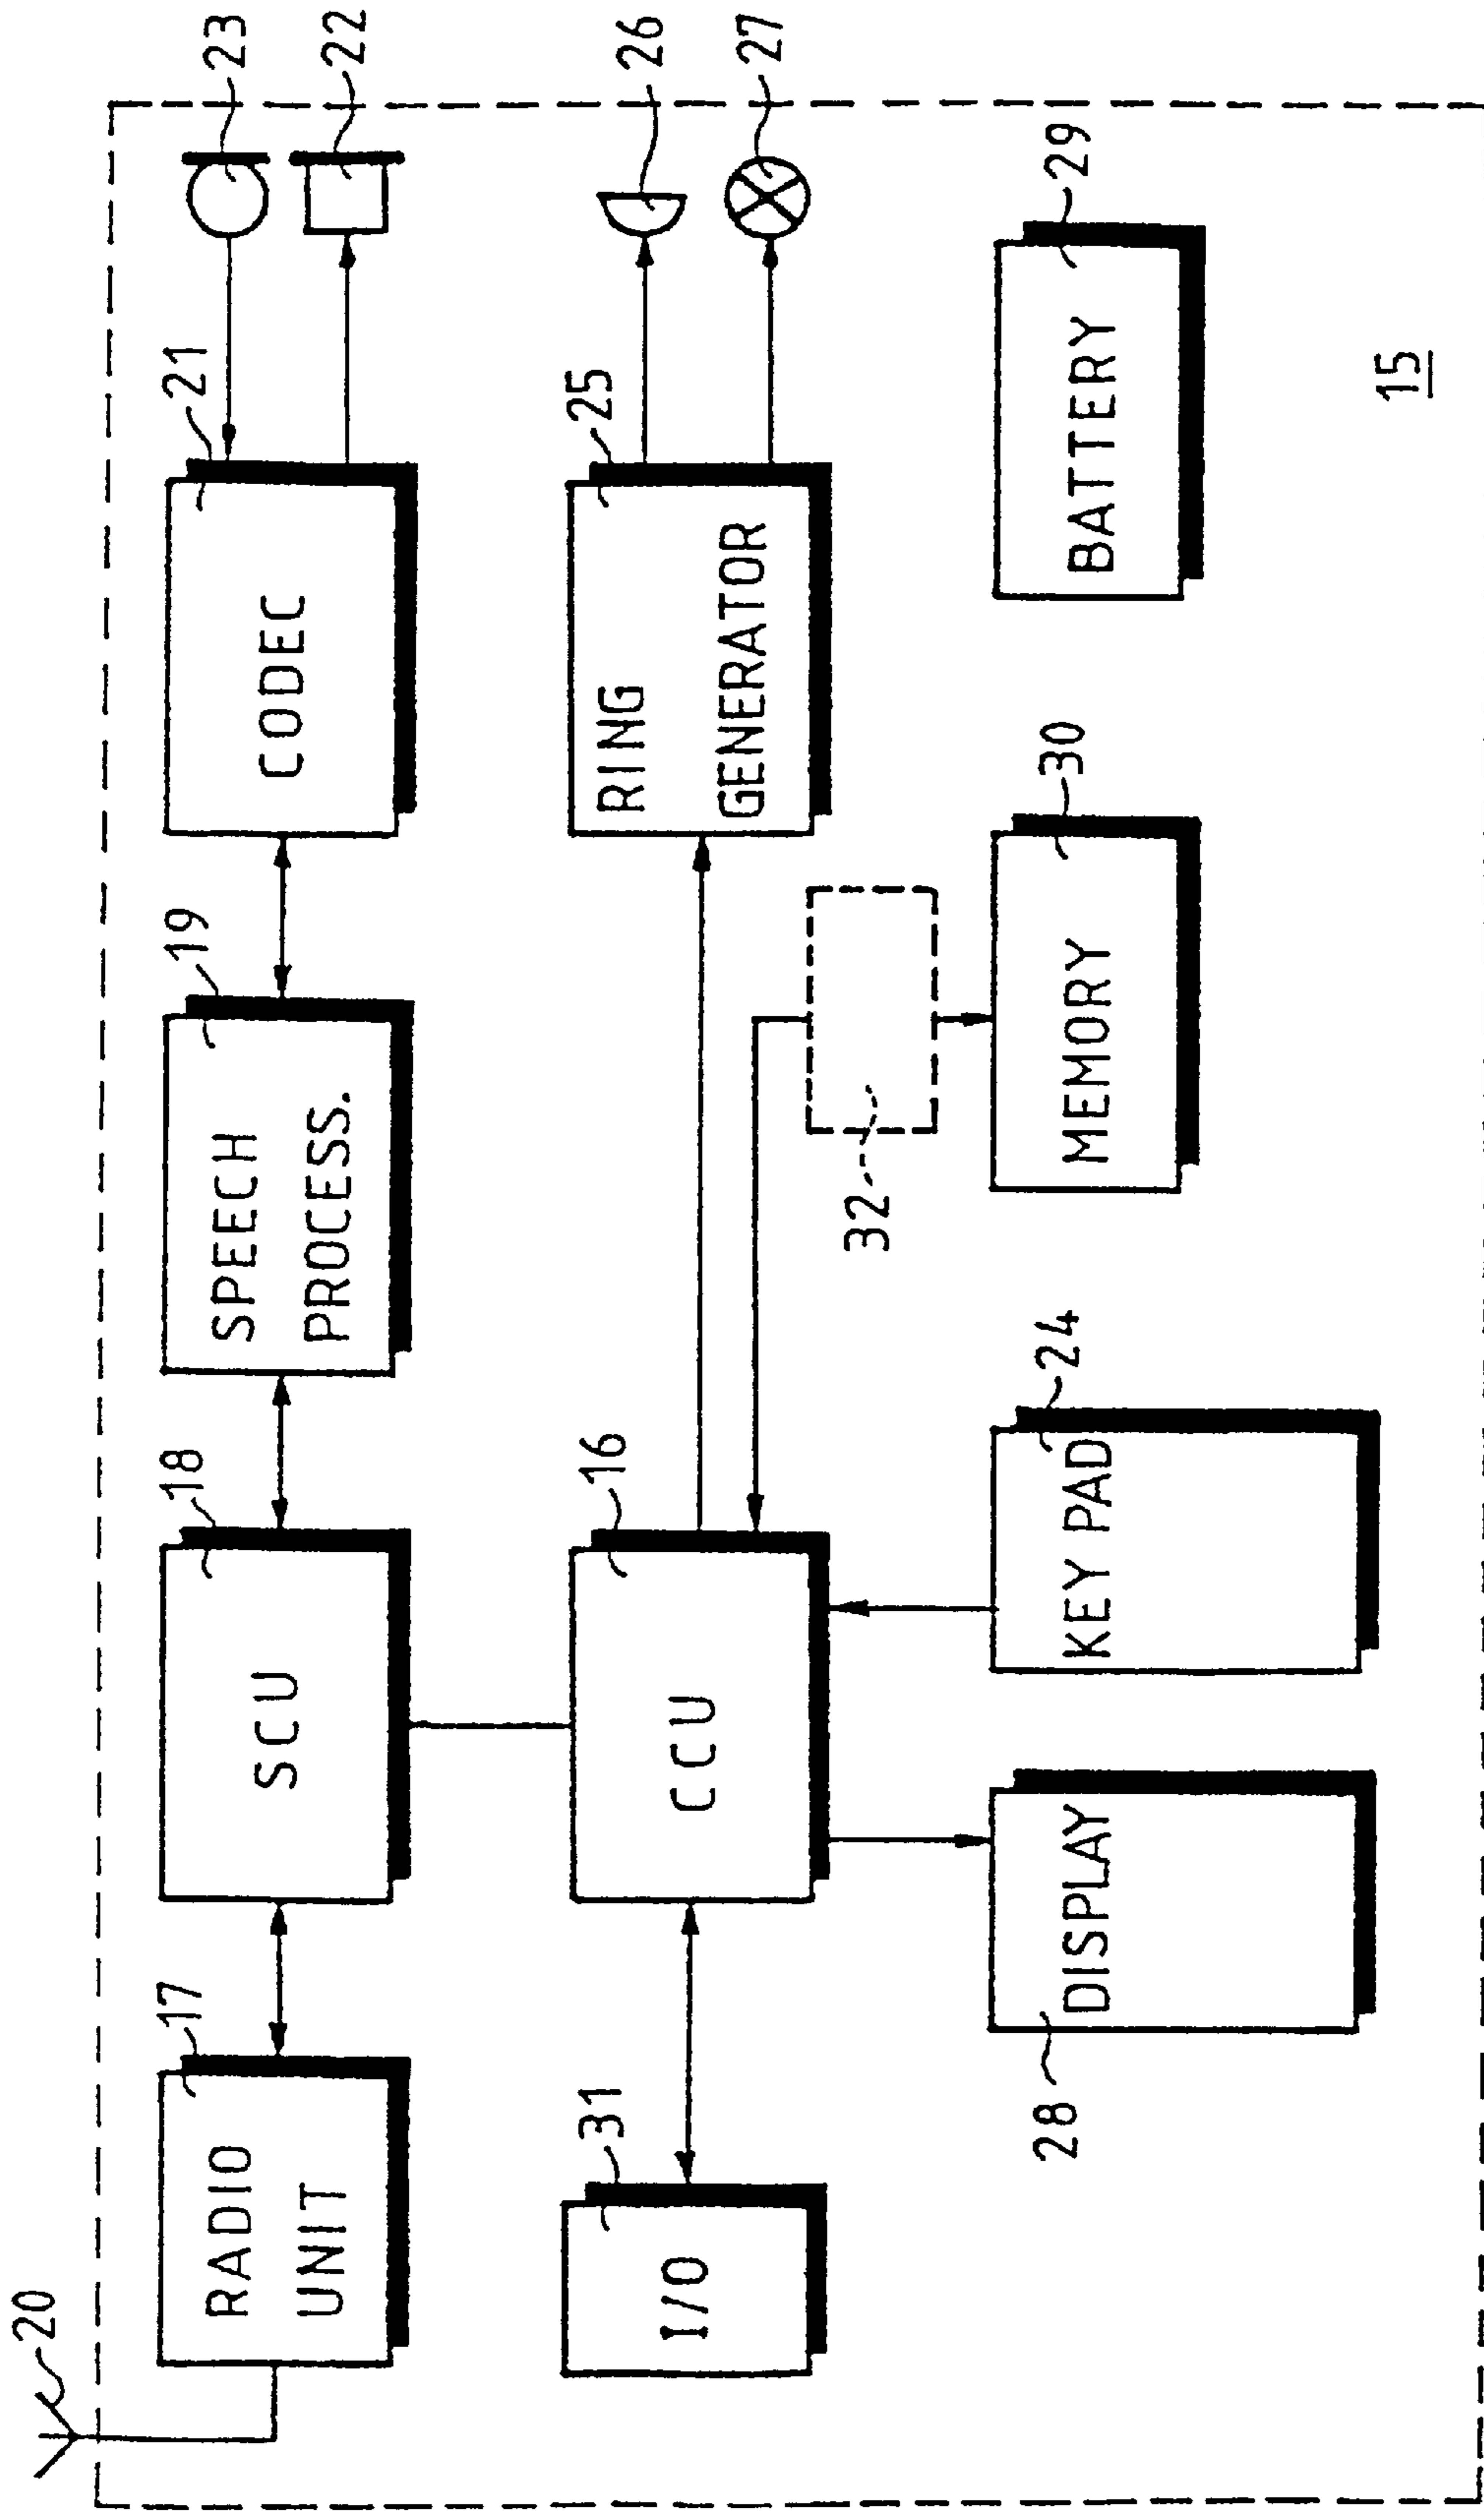 20
17
18
19
21
23
22
RADIO
UNIT
SCU
SPEECH
PROCESS.
CODEC
31
16
25
26
27
I/O
CCU
RING
GENERATOR
32
28
24
30
29
DISPLAY
KEY PAD
MEMORY
BATTERY
15